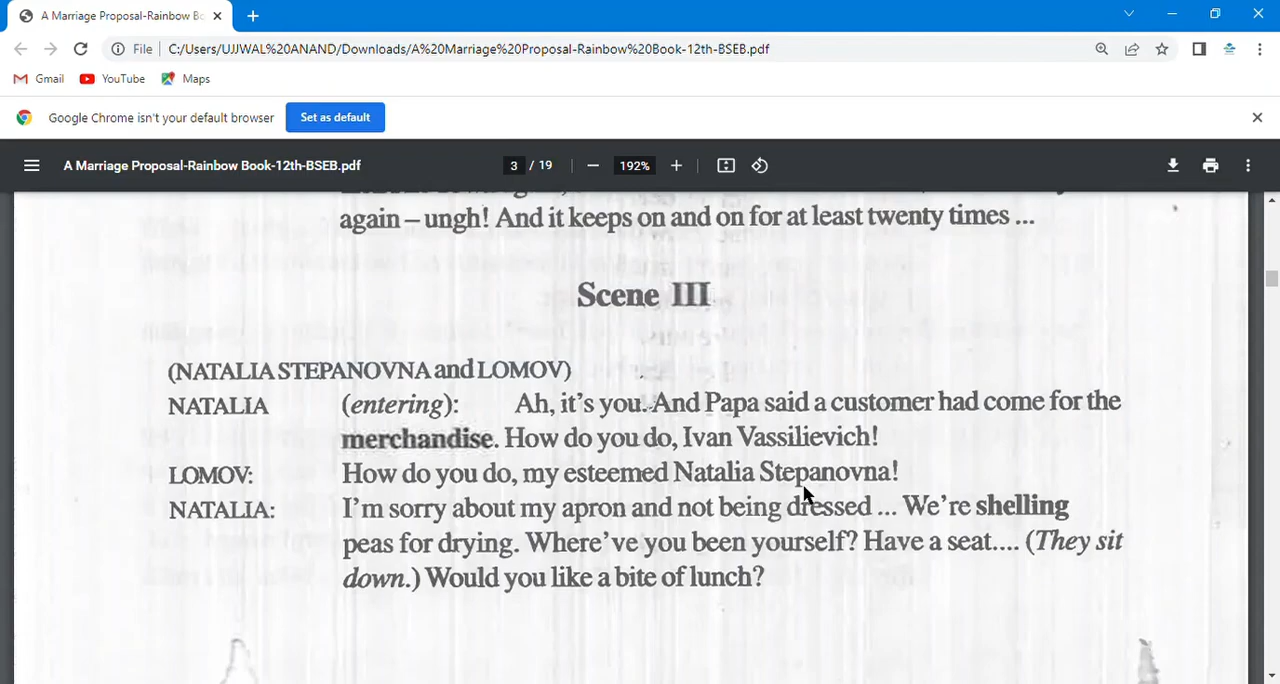 A Marriage Proposal-Rainbow Bo
File C:/Users/UJJWAL%20ANAND/Downloads/A%20Marriage%20Proposal-Rainbow%20Book-12th-BSEB.pdf
Gmail YouTube Maps
Google Chrome isn't your default browser Set as default
A Marriage Proposal-Rainbow Book-12th-BSEB.pdf 3 / 19 192%
again – ungh! And it keeps on and on for at least twenty times ...
Scene III
(NATALIA STEPANOVNA and LOMOV)
NATALIA (entering): Ah, it's you. And Papa said a customer had come for the
merchandise. How do you do, Ivan Vassilievich!
LOMOV: How do you do, my esteemed Natalia Stepanovna!
NATALIA: I'm sorry about my apron and not being dressed ... We're shelling
peas for drying. Where've you been yourself? Have a seat.... (They sit
down.) Would you like a bite of lunch?